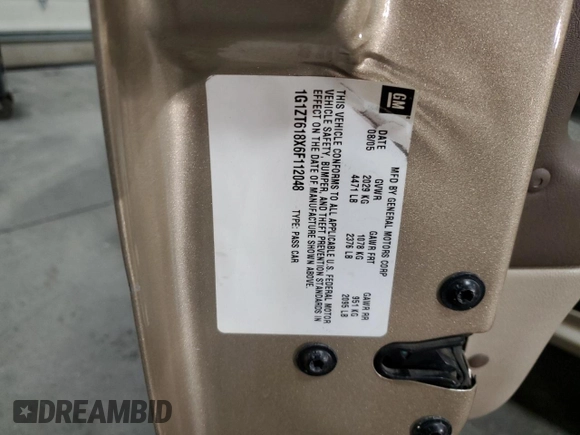 GM
MFD BY GENERAL MOTORS CORP
DATE GVWR GAWR FRT GAWR RR
08/05 2029 KG 1078 KG 951 KG
4471 LB 2376 LB 2095 LB
THIS VEHICLE CONFORMS TO ALL APPLICABLE U.S. FEDERAL MOTOR
VEHICLE SAFETY, BUMPER, AND THEFT PREVENTION STANDARDS IN
EFFECT ON THE DATE OF MANUFACTURE SHOWN ABOVE.
1G1ZT618X6F112048 TYPE: PASS CAR
DREAMBID